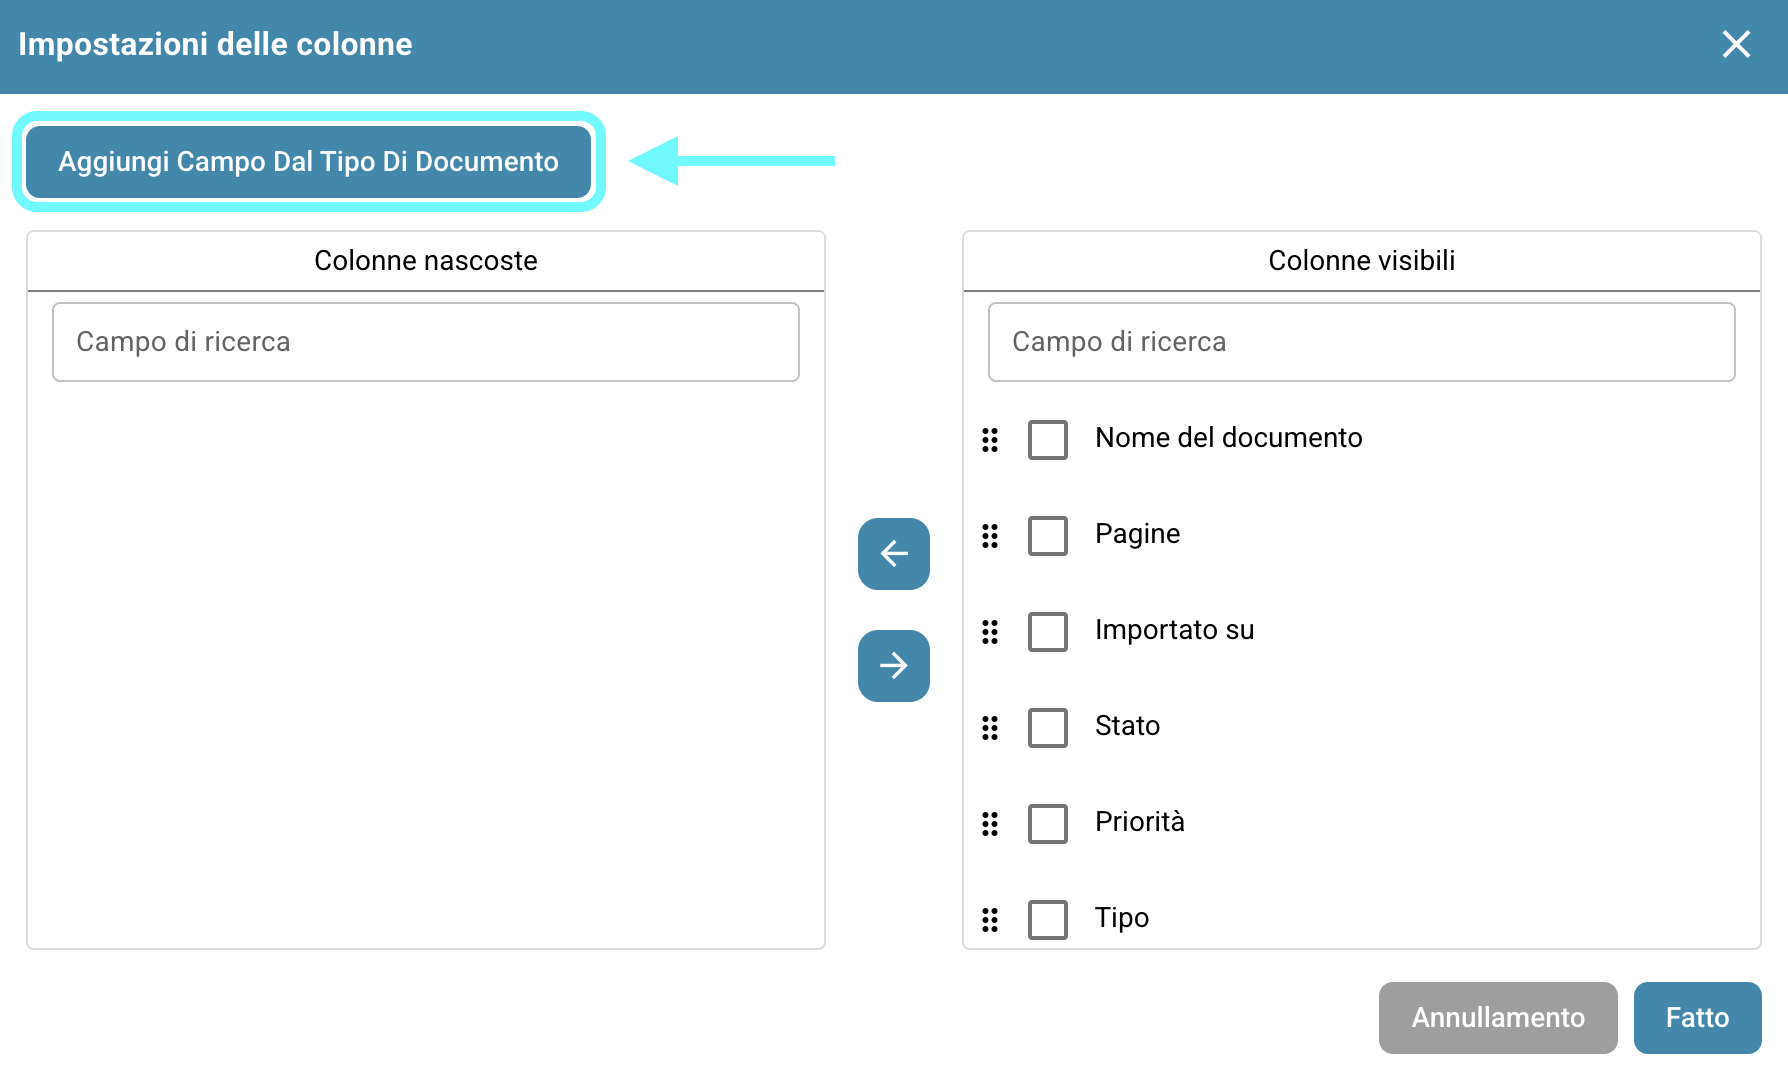 Impostazioni delle colonne
Aggiungi Campo Dal Tipo Di Documento
Colonne nascoste
Campo di ricerca
Colonne visibili
Campo di ricerca
Nome del documento
Pagine
Importato su
Stato
Priorità
Tipo
Annullamento
Fatto